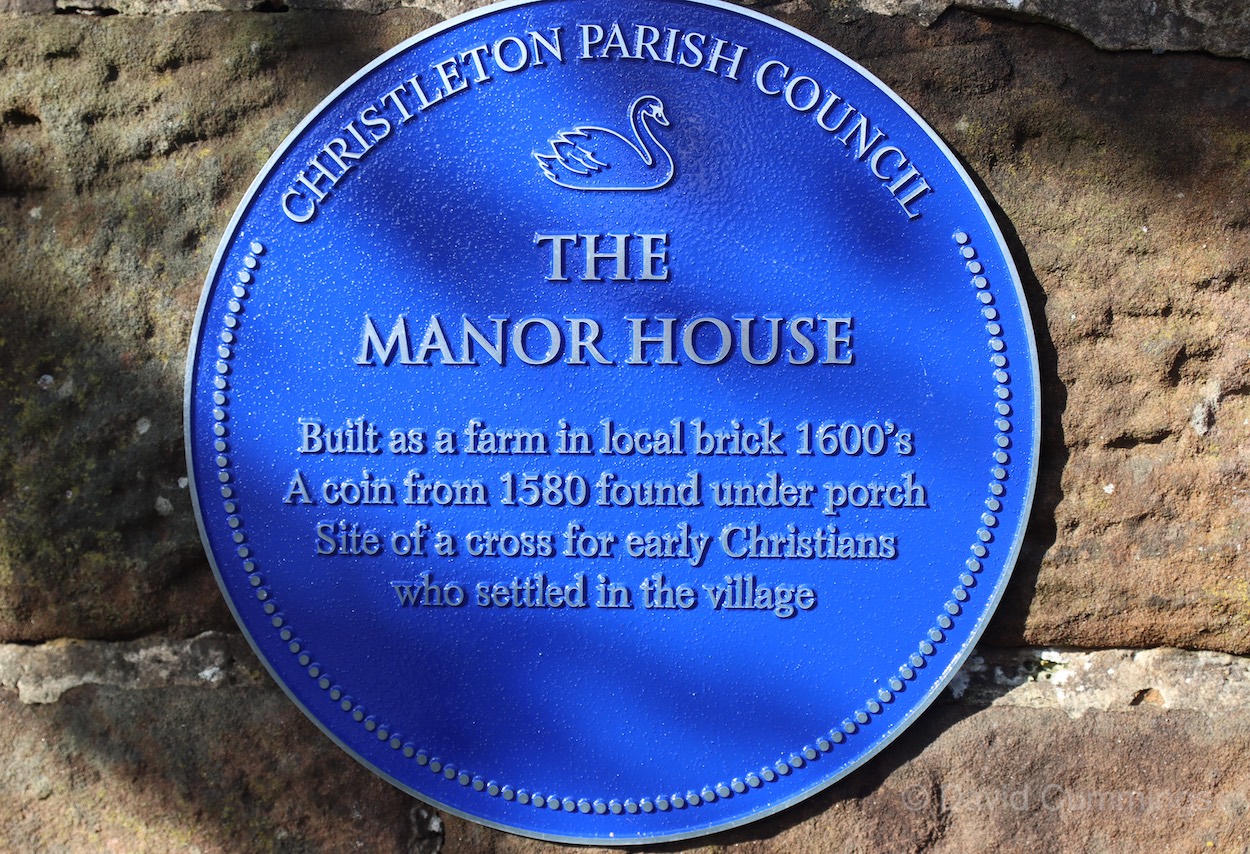 CHRISTLETON PARISH COUNCIL
THE
MANOR HOUSE
Built as a farm in local brick 1600's
A coin from 1580 found under porch
Site of a cross for early Christians
who settled in the village